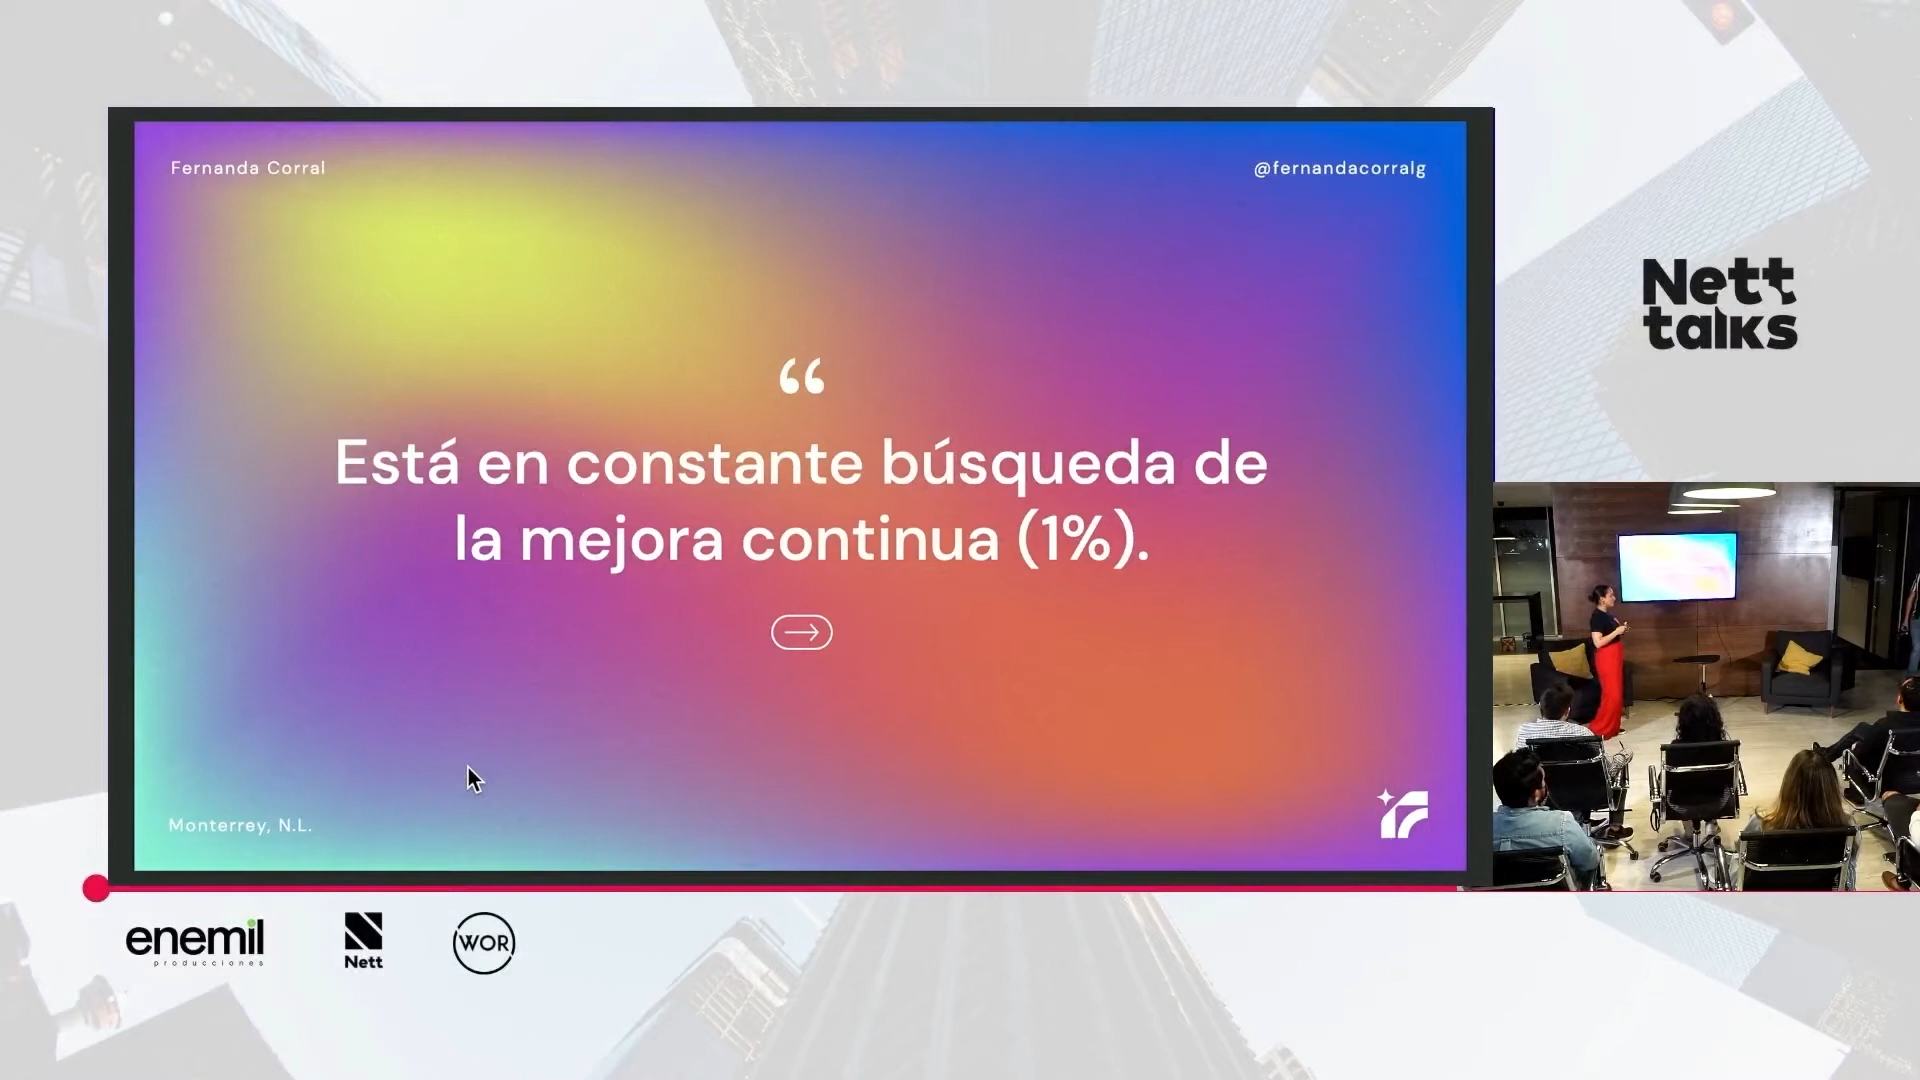 Fernanda Corral
@fernandacorralg
Nett
talks
“
Está en constante búsqueda de
la mejora continua (1%).
Monterrey, N.L.
enemil
producciones
Nett
WOR